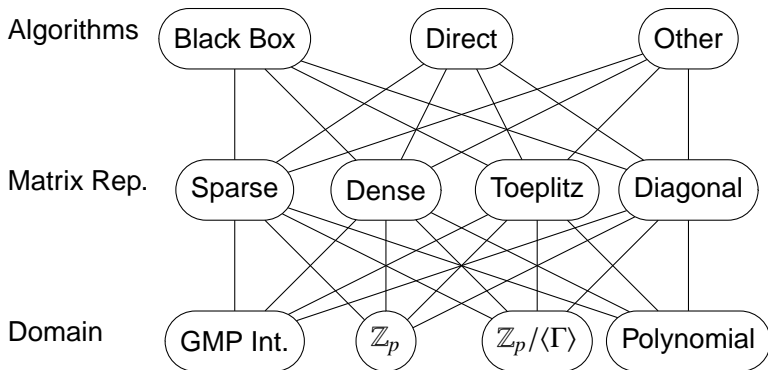 Algorithms Black Box Direct Other
Matrix Rep. Sparse Dense Toeplitz Diagonal
Domain GMP Int. ℤₚ ℤₚ/⟨Γ⟩ Polynomial